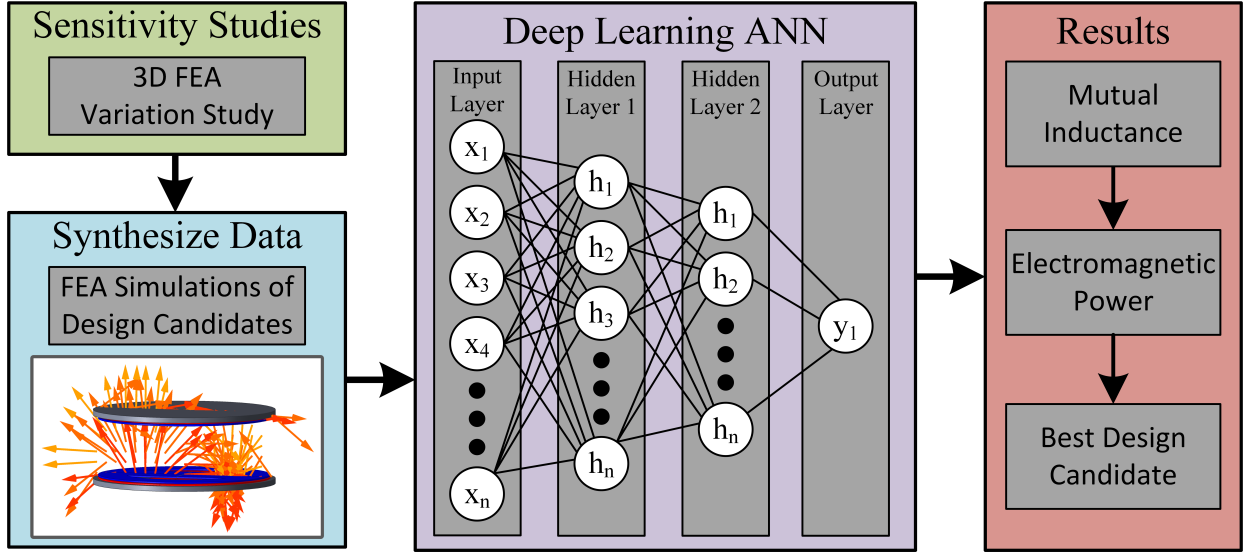 Sensitivity Studies
3D FEA
Variation Study
Synthesize Data
FEA Simulations of
Design Candidates
Deep Learning ANN
Input
Layer
x1
x2
x3
x4
xn
Hidden
Layer 1
h1
h2
h3
hn
Hidden
Layer 2
h1
h2
hn
Output
Layer
y1
Results
Mutual
Inductance
Electromagnetic
Power
Best Design
Candidate